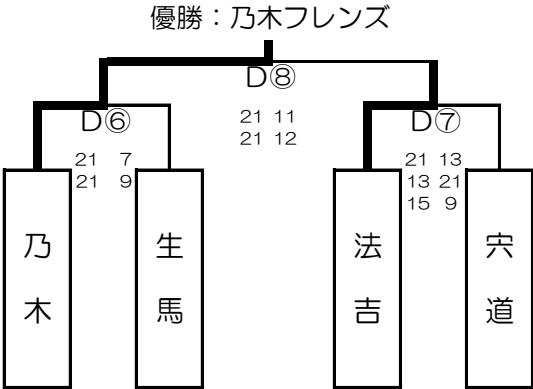 優勝：乃木フレンズ
D⑧
21 11
21 12
D⑥
21 7
21 9
D⑦
21 13
13 21
15 9
乃木
生馬
法吉
宍道